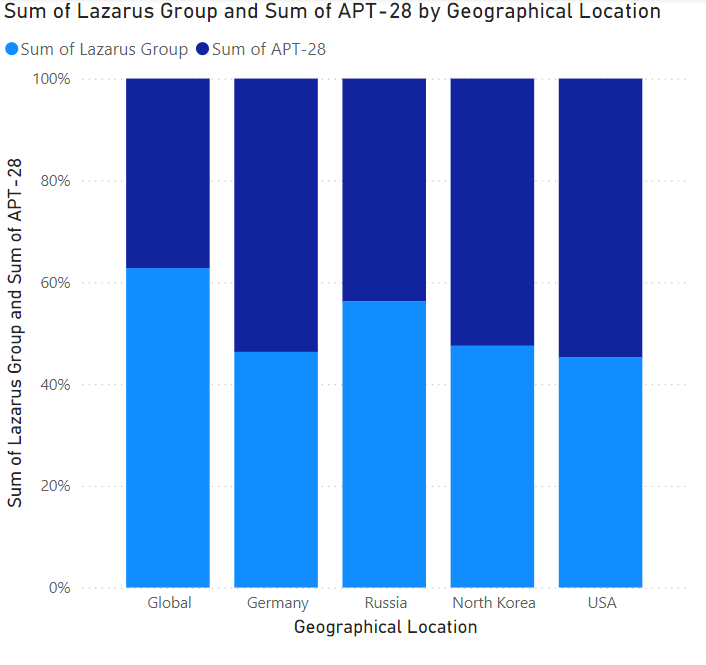 Sum of Lazarus Group and Sum of APT-28 by Geographical Location
Sum of Lazarus Group Sum of APT-28
Sum of Lazarus Group and Sum of APT-28
100%
80%
60%
40%
20%
0%
Global Germany Russia North Korea USA
Geographical Location